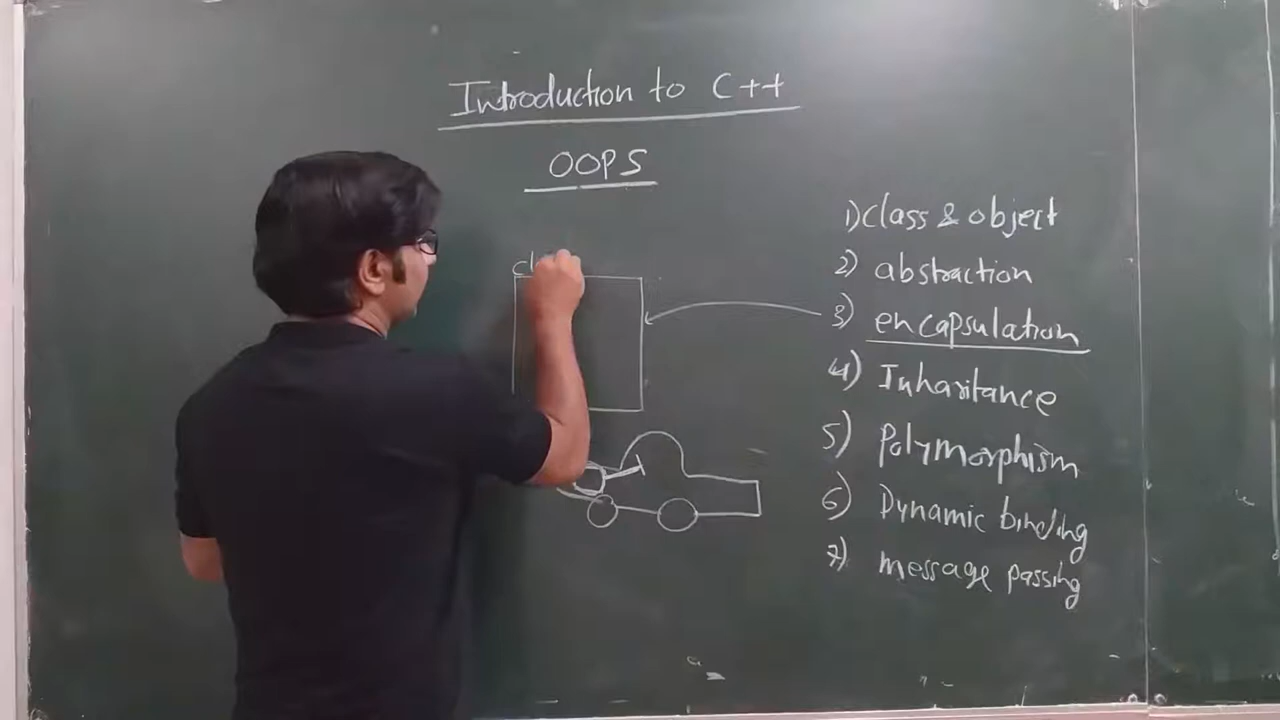 Introduction to C++
OOPS
cl
1) class & object
2) abstraction
3) encapsulation
4) Inharitance
5) Polymorphism
6) Dynamic binding
7) message passing